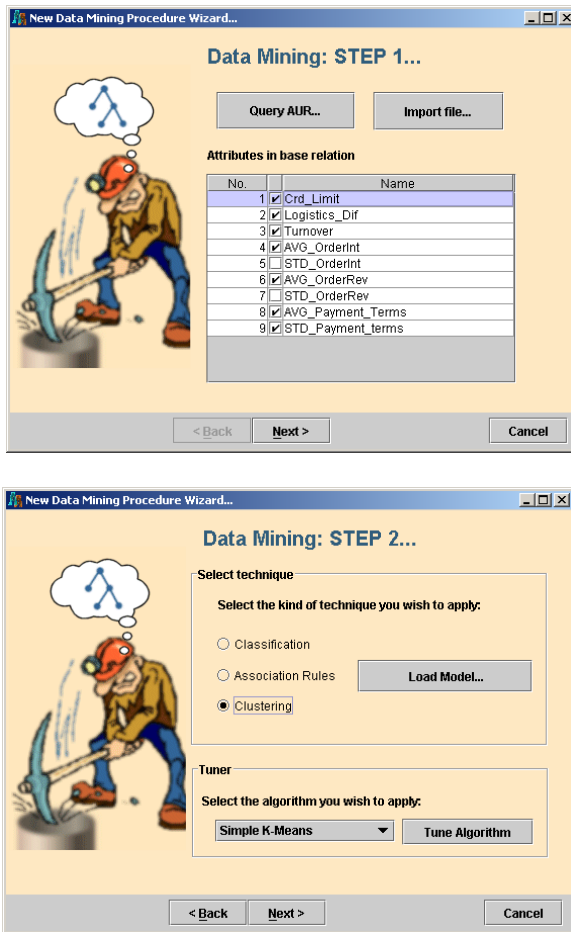 New Data Mining Procedure Wizard...
Data Mining: STEP 1...
Query AUR...
Import file...
Attributes in base relation
No. Name
1 Crd_Limit
2 Logistics_Dif
3 Turnover
4 AVG_OrderInt
5 STD_OrderInt
6 AVG_OrderRev
7 STD_OrderRev
8 AVG_Payment_Terms
9 STD_Payment_terms
< Back Next > Cancel
New Data Mining Procedure Wizard...
Data Mining: STEP 2...
Select technique
Select the kind of technique you wish to apply:
Classification
Association Rules
Load Model...
Clustering
Tuner
Select the algorithm you wish to apply:
Simple K-Means
Tune Algorithm
< Back Next > Cancel